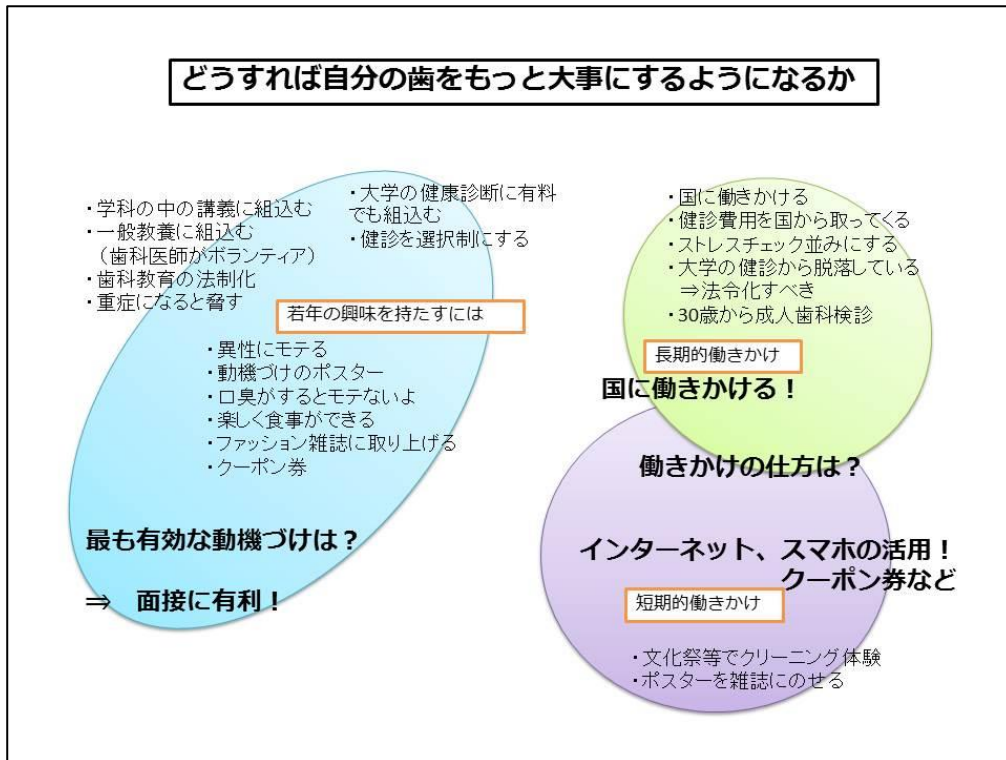 どうすれば自分の歯をもっと大事にするようになるか
・学科の中の講義に組込む
・一般教養に組込む
（歯科医師がボランティア）
・歯科教育の法制化
・重症になると脅す
・大学の健康診断に有料
でも組込む
・健診を選択制にする
若年の興味を持たすには
・異性にモテる
・動機づけのポスター
・口臭がするとモテないよ
・楽しく食事ができる
・ファッション雑誌に取り上げる
・クーポン券
最も有効な動機づけは？
⇒ 面接に有利！
・国に働きかける
・健診費用を国から取ってくる
・ストレスチェック並みにする
・大学の健診から脱落している
⇒法令化すべき
・30歳から成人歯科検診
長期的働きかけ
国に働きかける！
働きかけの仕方は？
インターネット、スマホの活用！
クーポン券など
短期的働きかけ
・文化祭等でクリーニング体験
・ポスターを雑誌にのせる